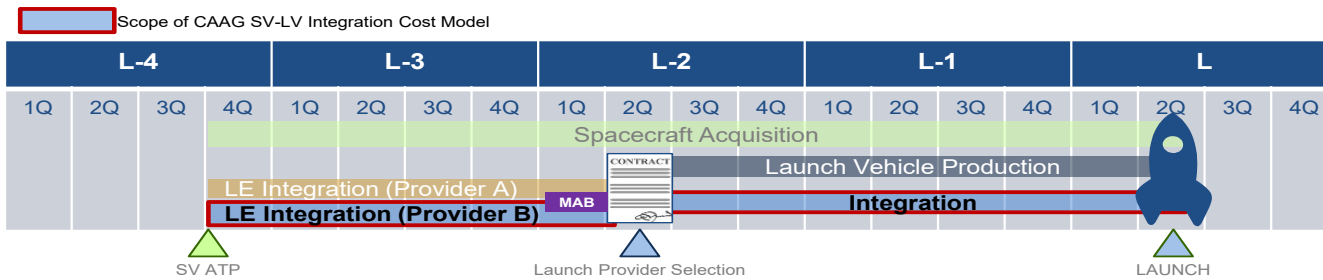 Scope of CAAG SV-LV Integration Cost Model
L-4 L-3 L-2 L-1 L
1Q 2Q 3Q 4Q 1Q 2Q 3Q 4Q 1Q 2Q 3Q 4Q 1Q 2Q 3Q 4Q 1Q 2Q 3Q 4Q
Spacecraft Acquisition
CONTRACT
Launch Vehicle Production
LE Integration (Provider A)
MAB
Integration
LE Integration (Provider B)
SV ATP
Launch Provider Selection
LAUNCH